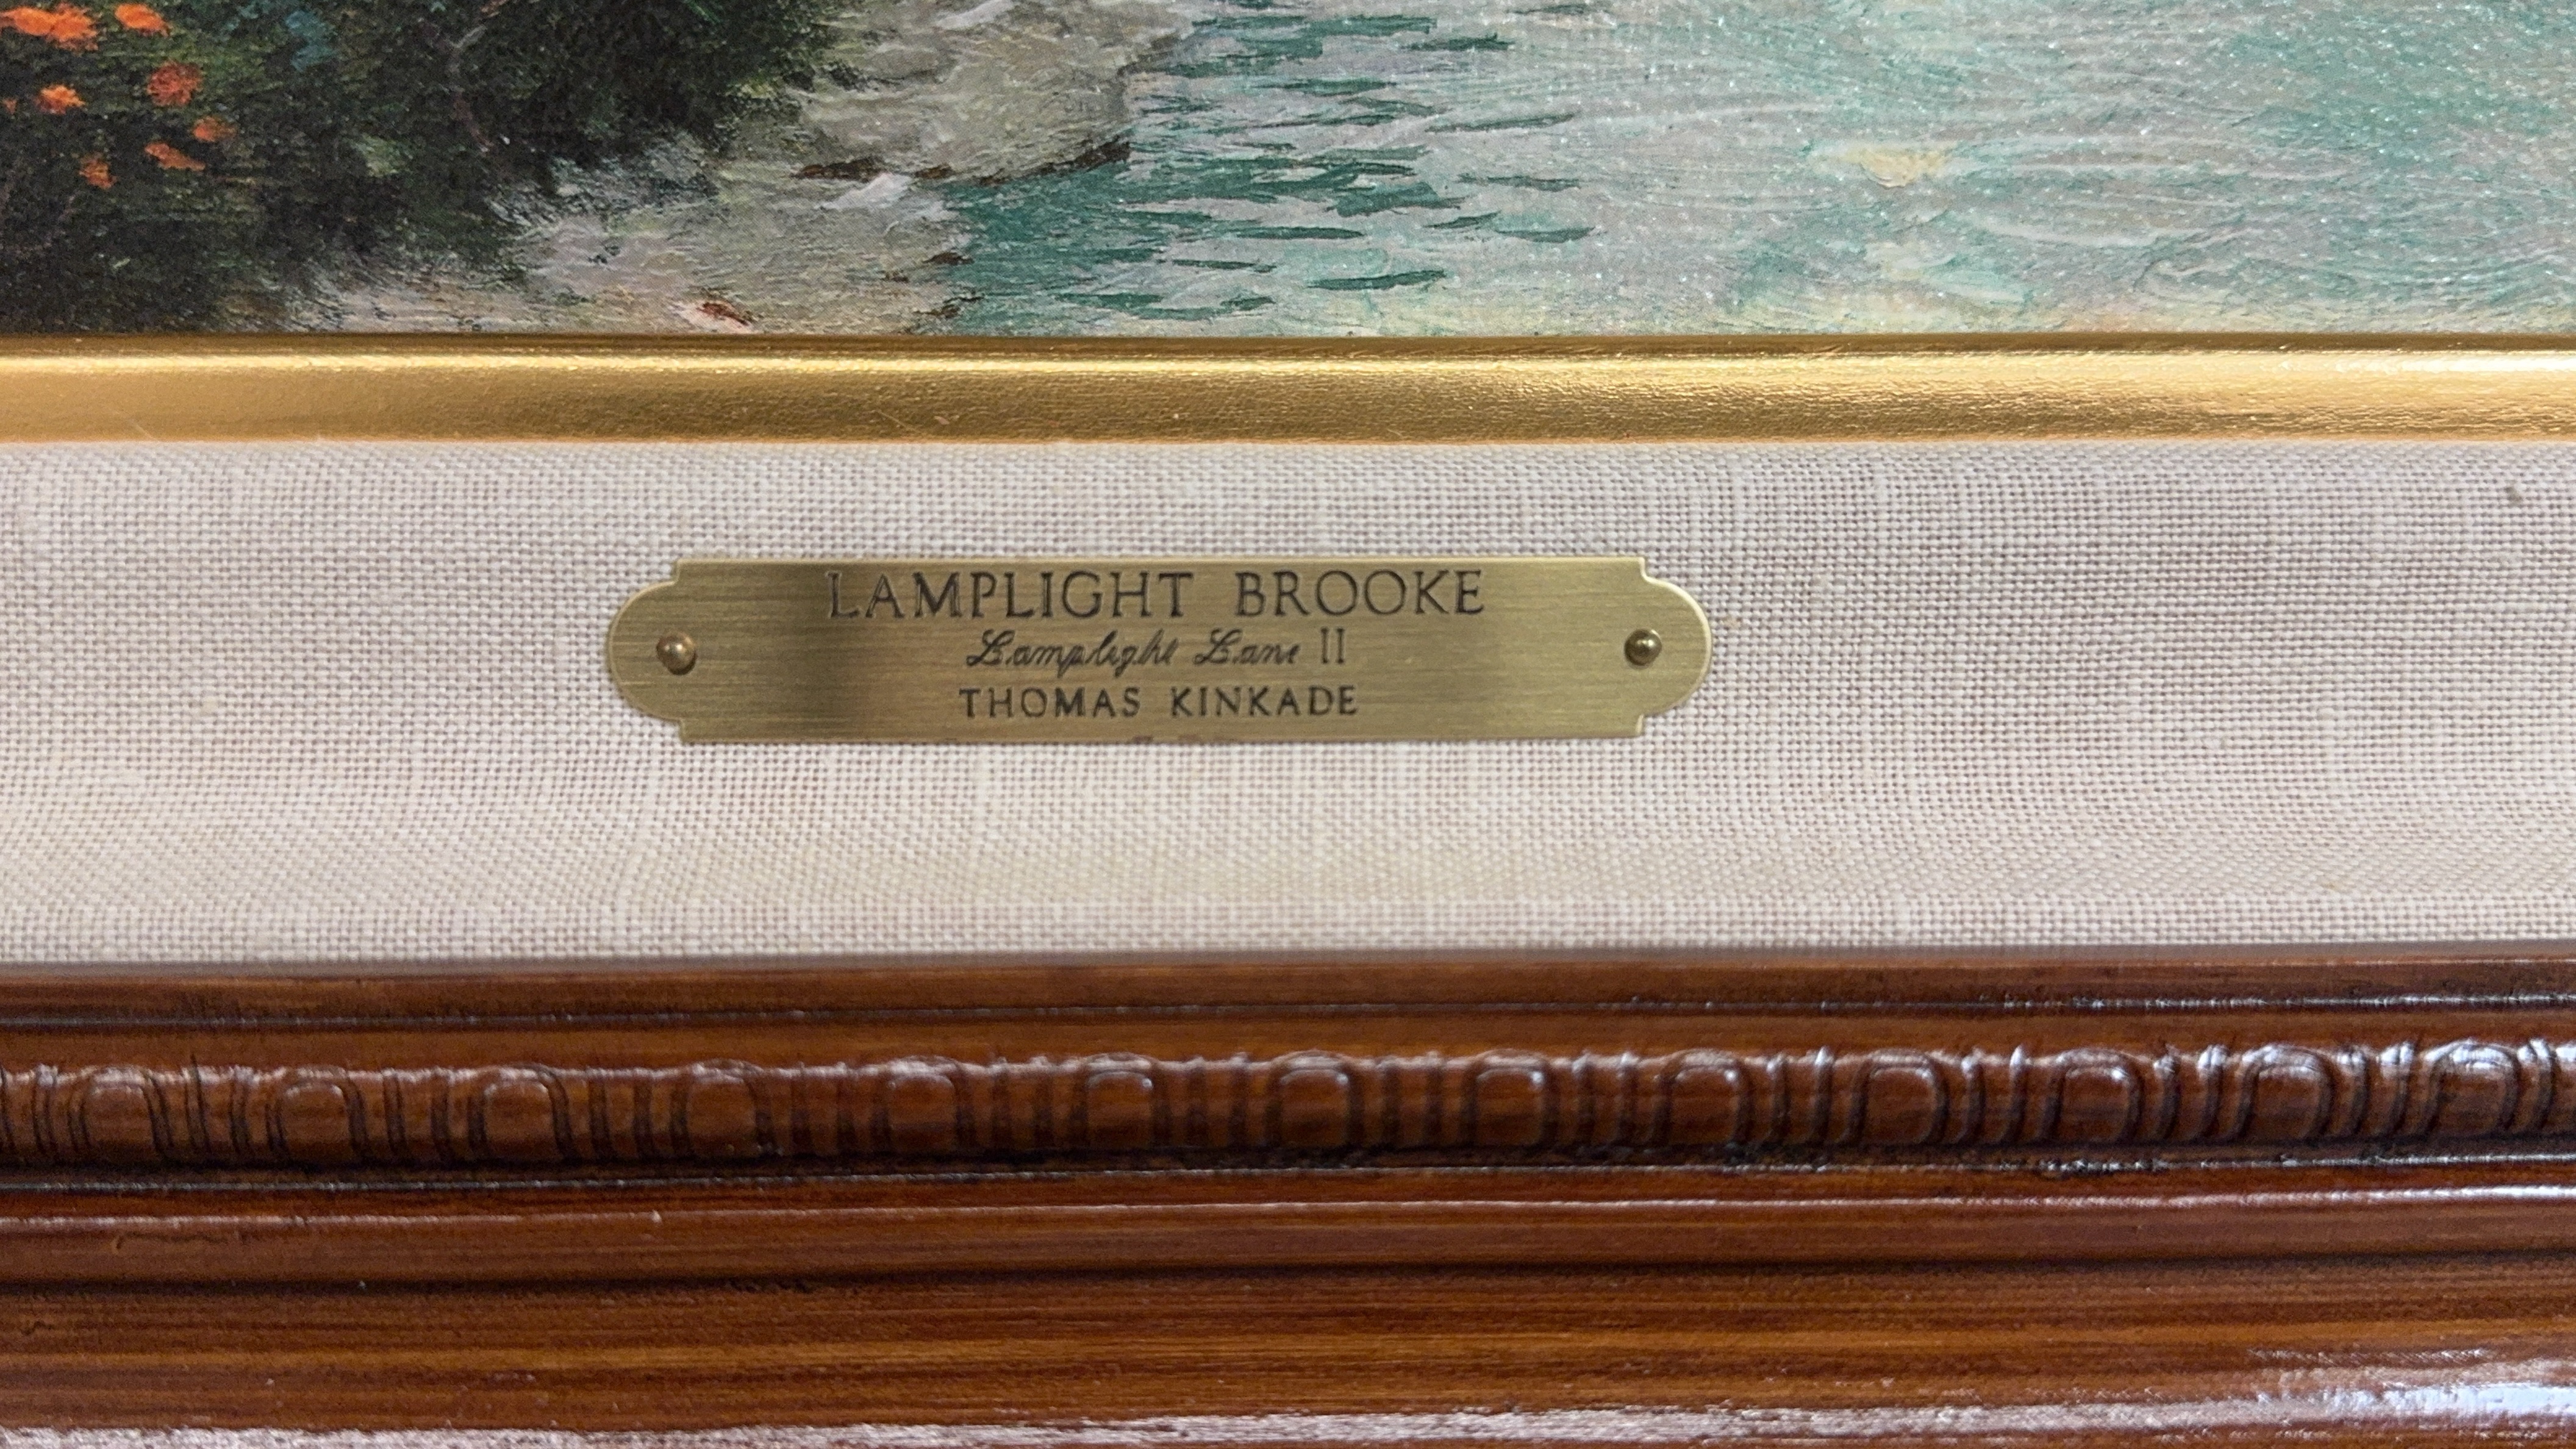 LAMPLIGHT BROOKE
Lamplight Lane II
THOMAS KINKADE